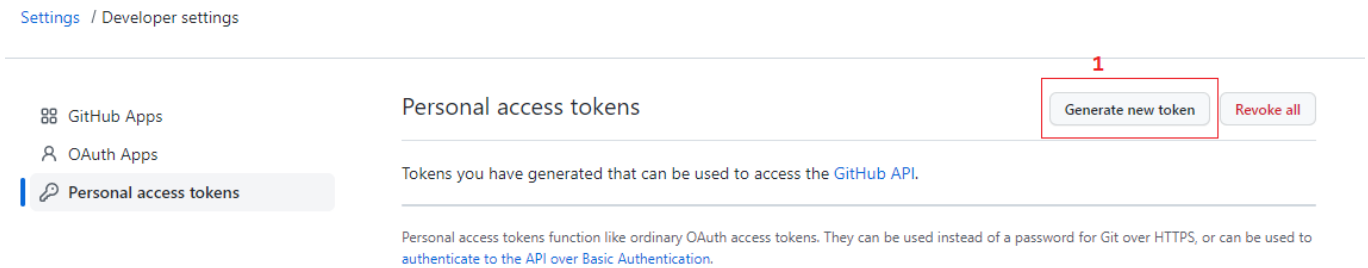 Settings / Developer settings
1
GitHub Apps
OAuth Apps
Personal access tokens
Personal access tokens
Generate new token
Revoke all
Tokens you have generated that can be used to access the GitHub API.
Personal access tokens function like ordinary OAuth access tokens. They can be used instead of a password for Git over HTTPS, or can be used to
authenticate to the API over Basic Authentication.